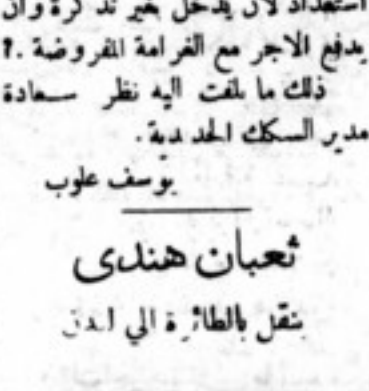 استعداد لان يدخل بغير تذكرة وان
يدفع الاجر مع الغرامة المفروضة .؟
ذلك ما نلفت اليه نظر سعادة
مدير السكك الحديدية .
يوسف علوب
ثعبان هندى
ينقل بالطائرة الي لندن